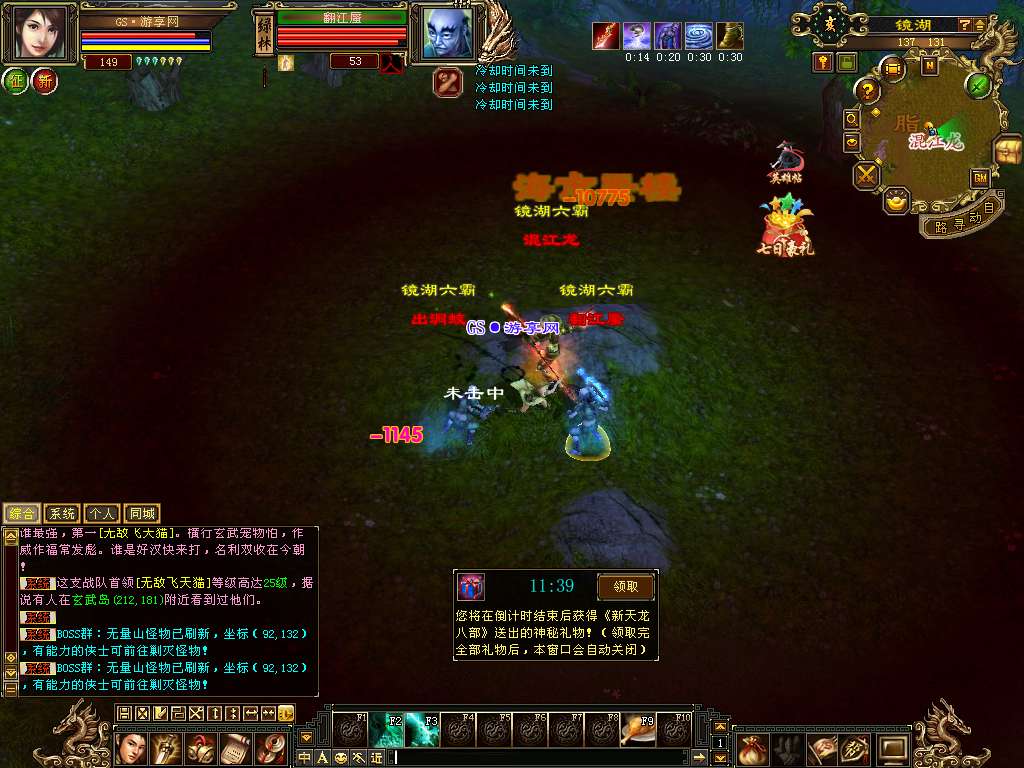 GS·游享网
149
征
新
绿林
翻江蜃
53
冷却时间未到
冷却时间未到
冷却时间未到
0:14
0:20
0:30
0:30
亥
镜湖
?
137 131
N
混江龙
GM
自动寻路
英雄帖
七日豪礼
-10775
镜湖六霸
混江龙
镜湖六霸
镜湖六霸
出洞蛟
翻江蜃
GS●游享网
未击中
-1145
综合
系统
个人
同城
谁最强，第一[无敌飞天猫]。横行玄武宠物怕，作
威作福常发彪。谁是好汉快来打，名利双收在今朝
！
系统 这支战队首领[无敌飞天猫]等级高达25级，据
说有人在玄武岛(212,181)附近看到过他们。
系统
系统 BOSS群：无量山怪物已刷新，坐标（92,132）
，有能力的侠士可前往剿灭怪物！
系统 BOSS群：无量山怪物已刷新，坐标（92,132）
，有能力的侠士可前往剿灭怪物！
11:39
领取
您将在倒计时结束后获得《新天龙
八部》送出的神秘礼物！（领取完
全部礼物后，本窗口会自动关闭）
F1
F2
F3
F4
F5
F6
F7
F8
F9
F10
中
A
近
1